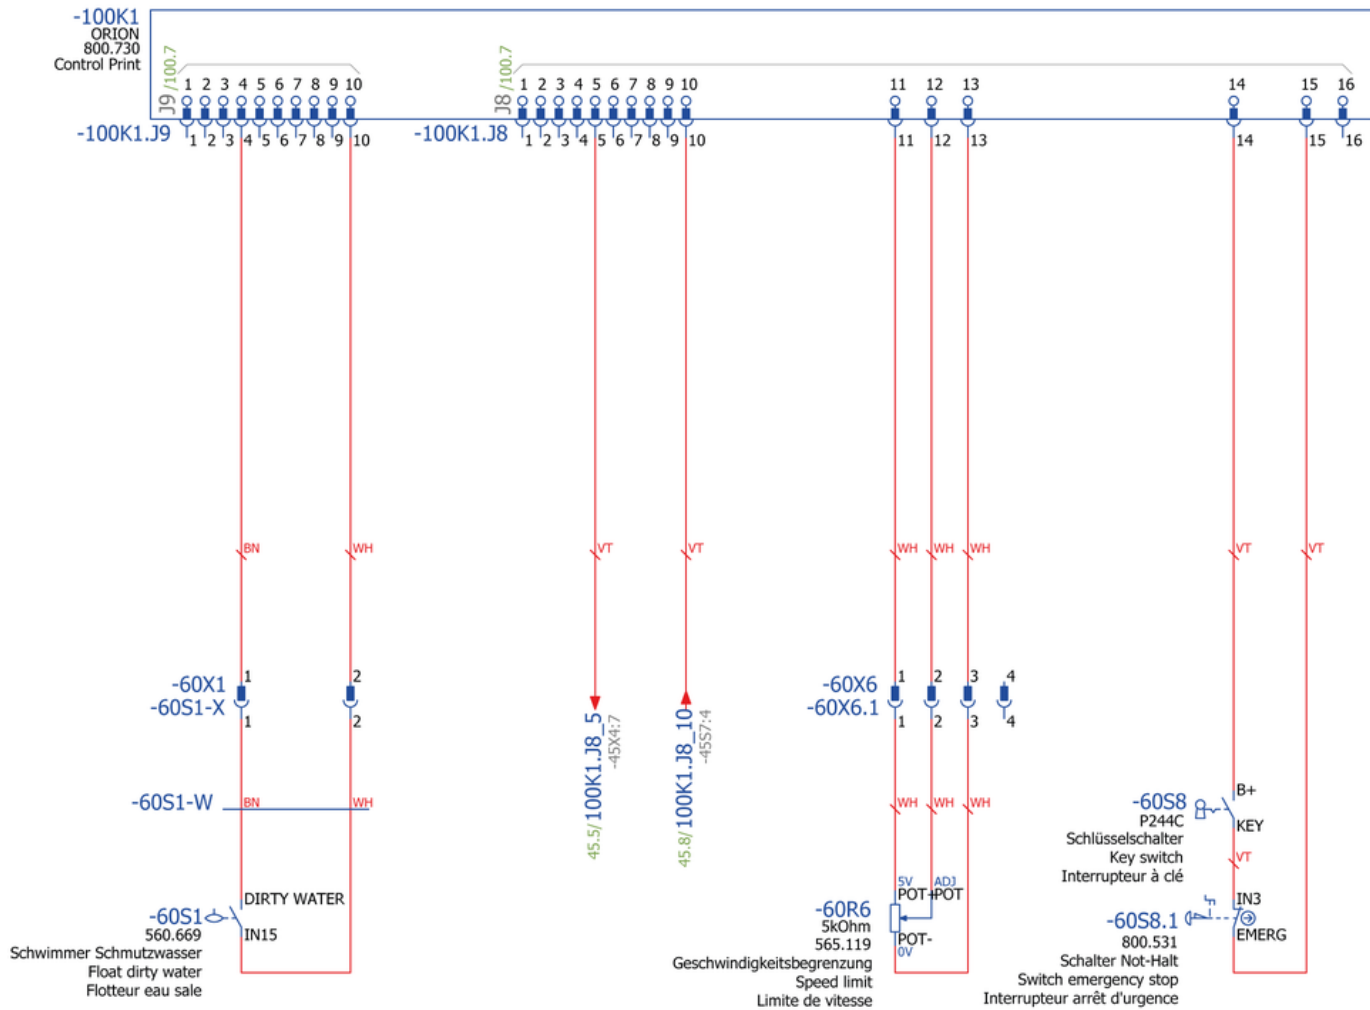 -100K1
ORION
800.730
Control Print
J9 /100.7
1 2 3 4 5 6 7 8 9 10
J8 /100.7
1 2 3 4 5 6 7 8 9 10 11 12 13 14 15 16
-100K1.J9
1 2 3 4 5 6 7 8 9 10
-100K1.J8
1 2 3 4 5 6 7 8 9 10 11 12 13 14 15 16
BN WH VT VT WH WH WH VT VT
-60X1
1 2
-60S1-X
1 2
45.5/100K1.J8_5
-45X4:7
45.8/100K1.J8_10
-45S7:4
-60X6
1 2 3 4
-60X6.1
1 2 3 4
-60S1-W
BN WH
WH WH WH
-60S8
P244C
Schlüsselschalter
Key switch
Interrupteur à clé
B+
KEY
VT
-60S1
560.669
Schwimmer Schmutzwasser
Float dirty water
Flotteur eau sale
DIRTY WATER
IN15
-60R6
5kOhm
565.119
Geschwindigkeitsbegrenzung
Speed limit
Limite de vitesse
5V ADJ
POT+ POT
POT-
0V
-60S8.1
800.531
Schalter Not-Halt
Switch emergency stop
Interrupteur arrêt d'urgence
IN3
EMERG